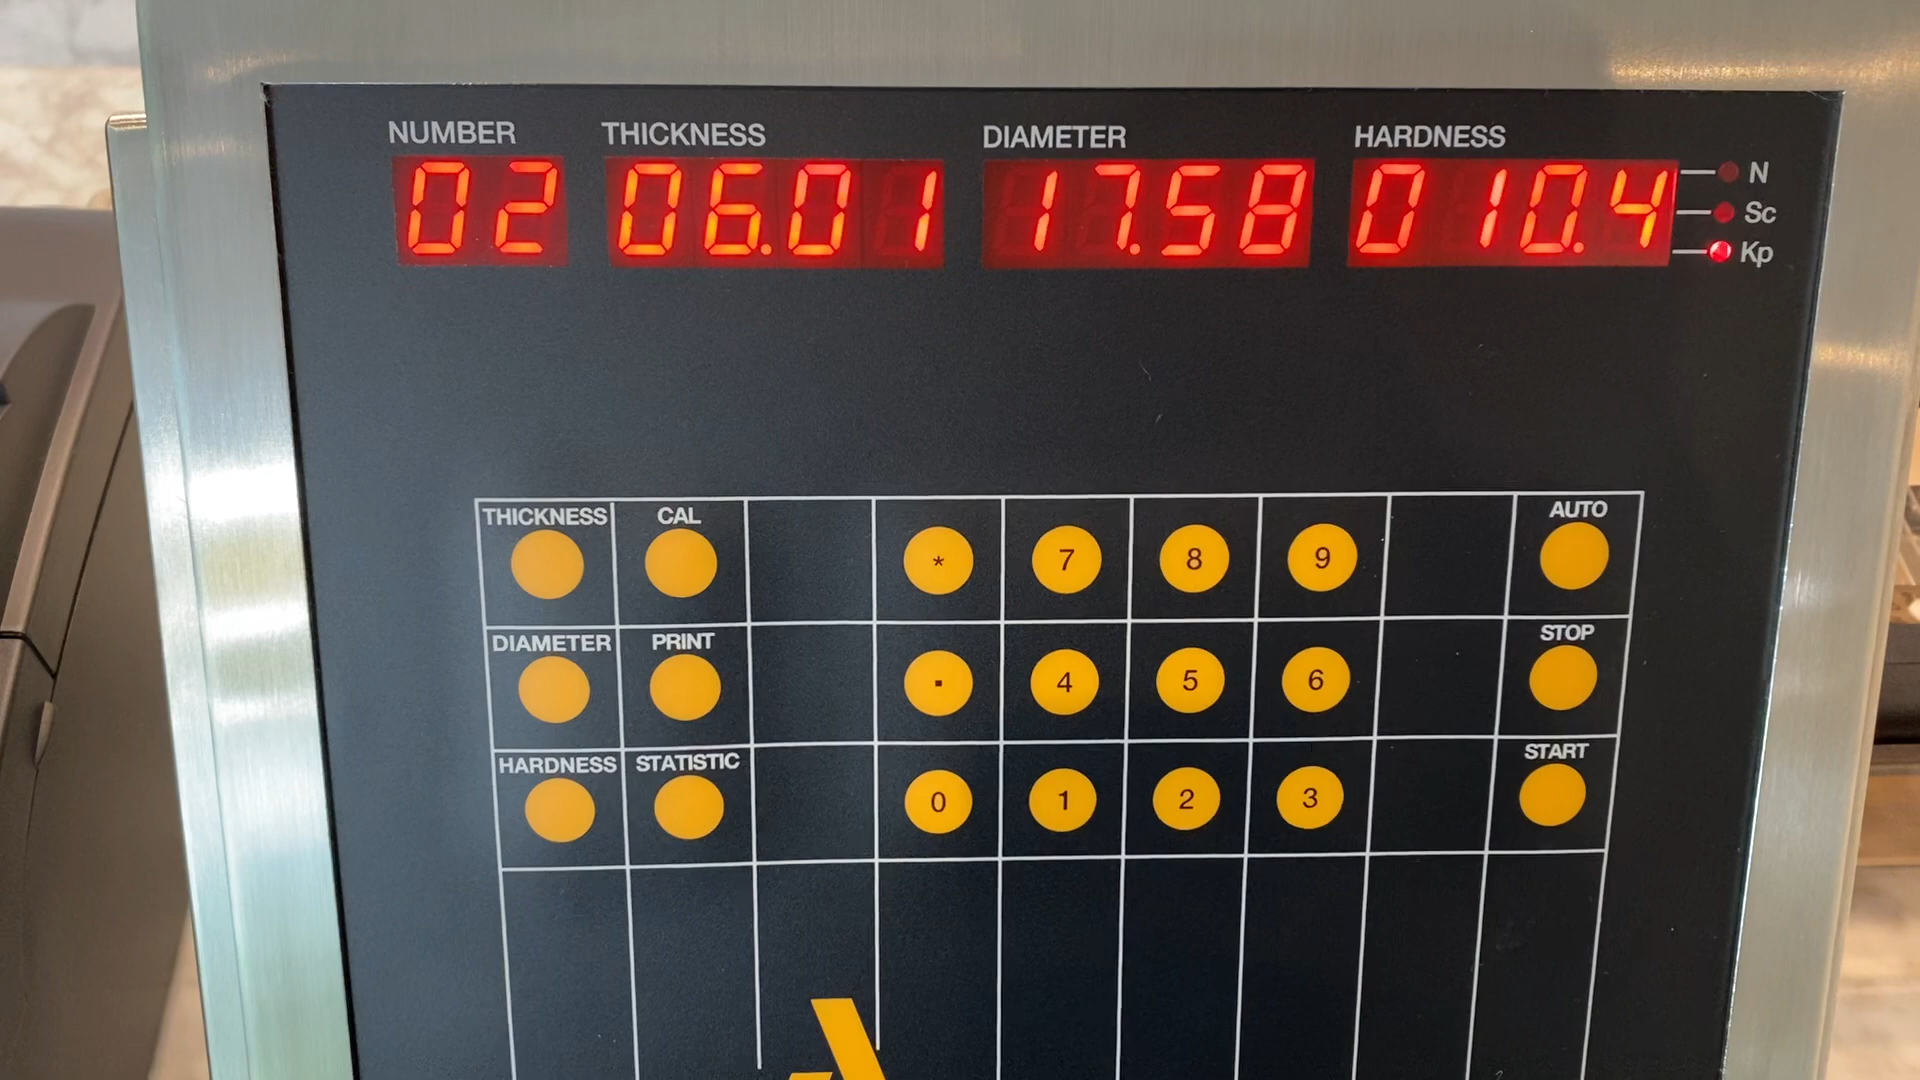 NUMBER THICKNESS DIAMETER HARDNESS
02 06.01 17.58 010.4
N
Sc
Kp
THICKNESS CAL AUTO
* 7 8 9
DIAMETER PRINT STOP
. 4 5 6
HARDNESS STATISTIC START
0 1 2 3